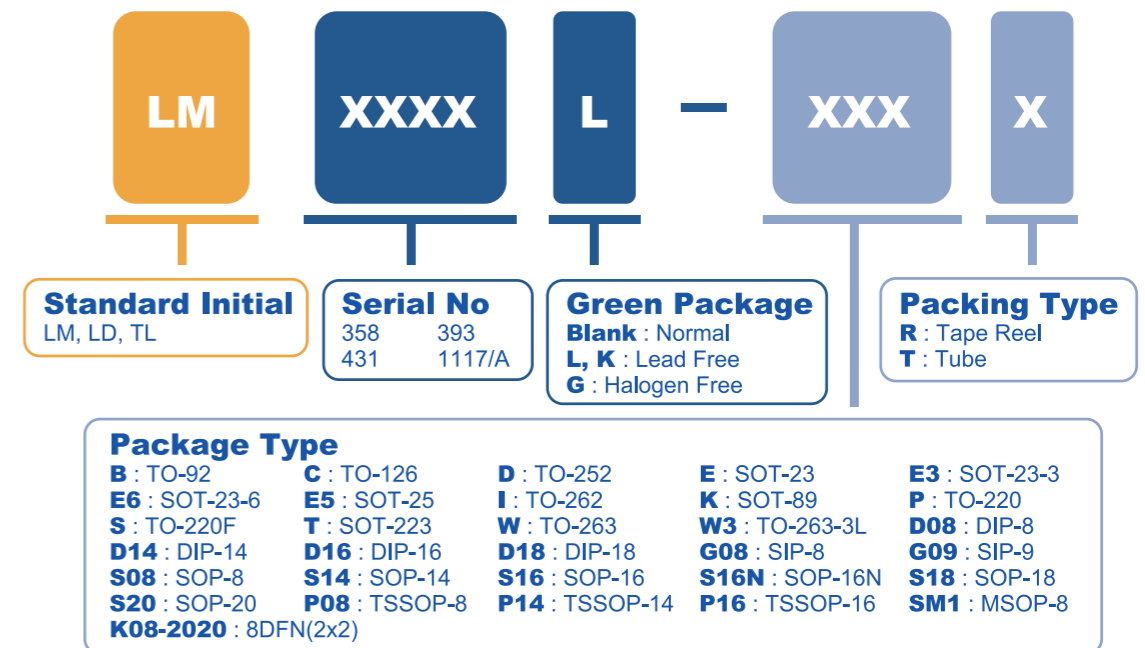 LM XXXX L – XXX X
Standard Initial
LM, LD, TL
Serial No
358 393
431 1117/A
Green Package
Blank : Normal
L, K : Lead Free
G : Halogen Free
Packing Type
R : Tape Reel
T : Tube
Package Type
B : TO-92 C : TO-126 D : TO-252 E : SOT-23 E3 : SOT-23-3
E6 : SOT-23-6 E5 : SOT-25 I : TO-262 K : SOT-89 P : TO-220
S : TO-220F T : SOT-223 W : TO-263 W3 : TO-263-3L D08 : DIP-8
D14 : DIP-14 D16 : DIP-16 D18 : DIP-18 G08 : SIP-8 G09 : SIP-9
S08 : SOP-8 S14 : SOP-14 S16 : SOP-16 S16N : SOP-16N S18 : SOP-18
S20 : SOP-20 P08 : TSSOP-8 P14 : TSSOP-14 P16 : TSSOP-16 SM1 : MSOP-8
K08-2020 : 8DFN(2x2)